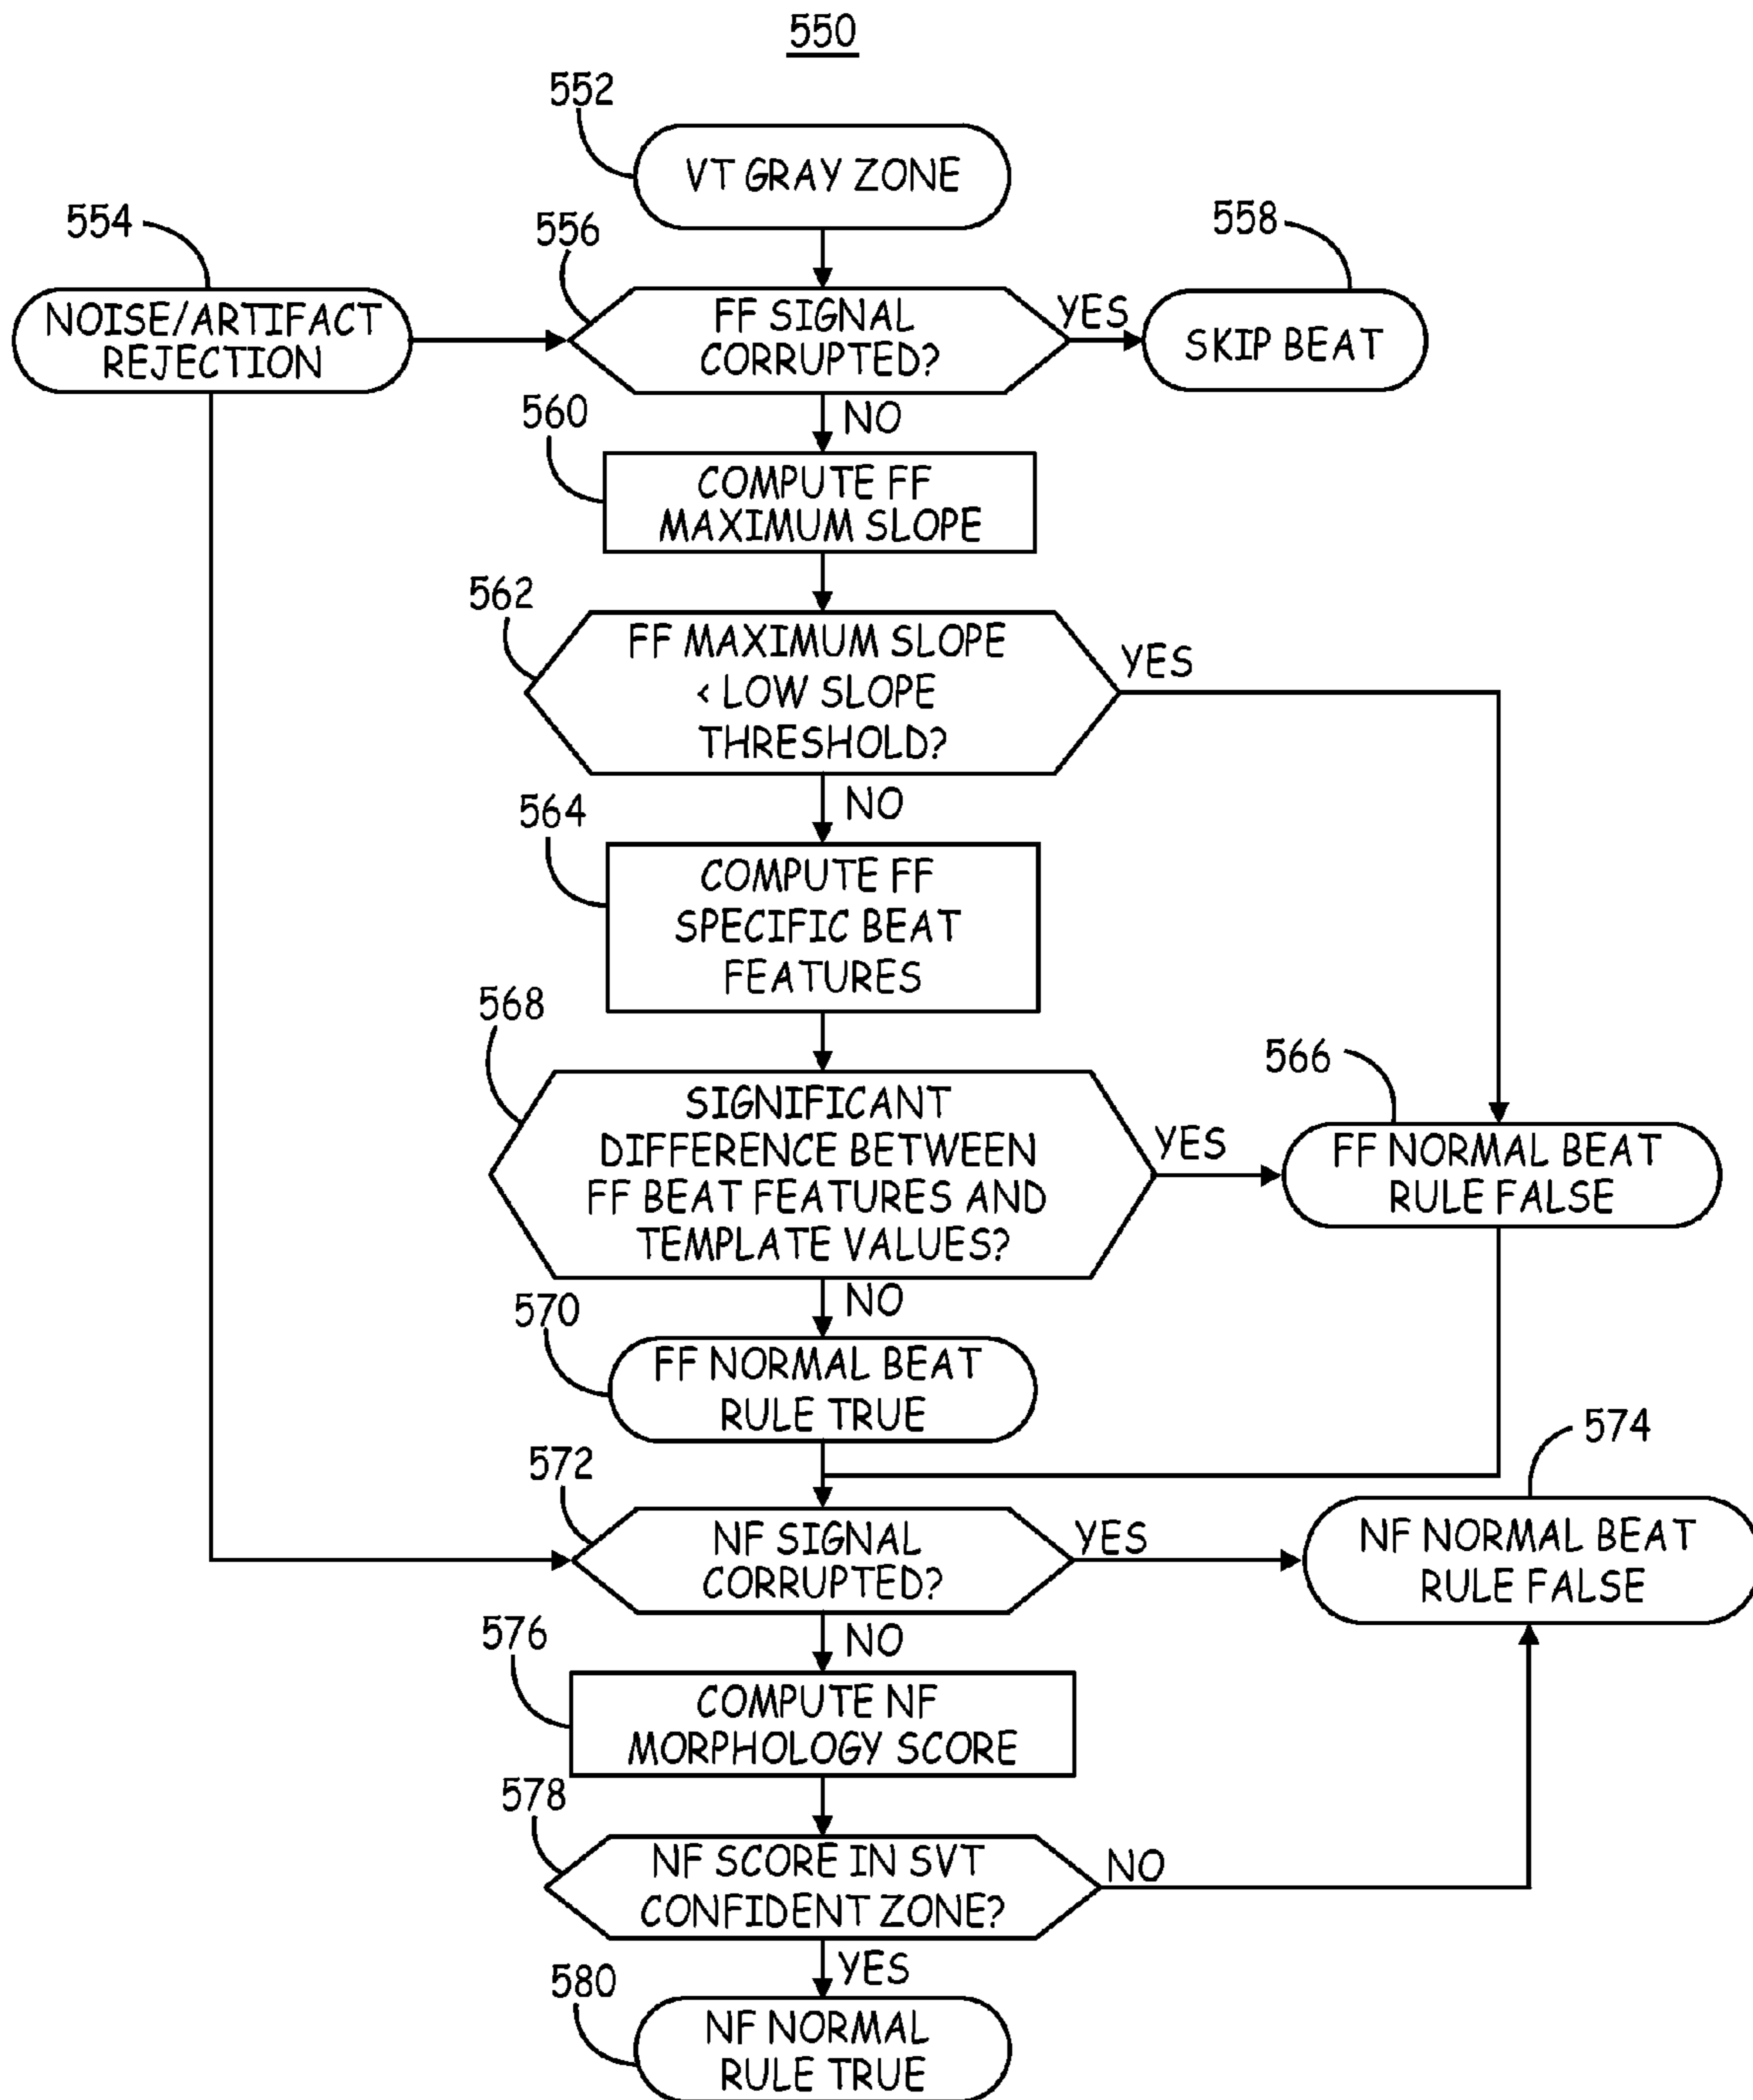 550
552
VT GRAY ZONE
554
NOISE/ARTIFACT
REJECTION
556
FF SIGNAL
CORRUPTED?
YES
558
SKIP BEAT
NO
560
COMPUTE FF
MAXIMUM SLOPE
562
FF MAXIMUM SLOPE
< LOW SLOPE
THRESHOLD?
YES
NO
564
COMPUTE FF
SPECIFIC BEAT
FEATURES
568
SIGNIFICANT
DIFFERENCE BETWEEN
FF BEAT FEATURES AND
TEMPLATE VALUES?
YES
566
FF NORMAL BEAT
RULE FALSE
NO
570
FF NORMAL BEAT
RULE TRUE
572
NF SIGNAL
CORRUPTED?
YES
574
NF NORMAL BEAT
RULE FALSE
NO
576
COMPUTE NF
MORPHOLOGY SCORE
578
NF SCORE IN SVT
CONFIDENT ZONE?
NO
YES
580
NF NORMAL
RULE TRUE